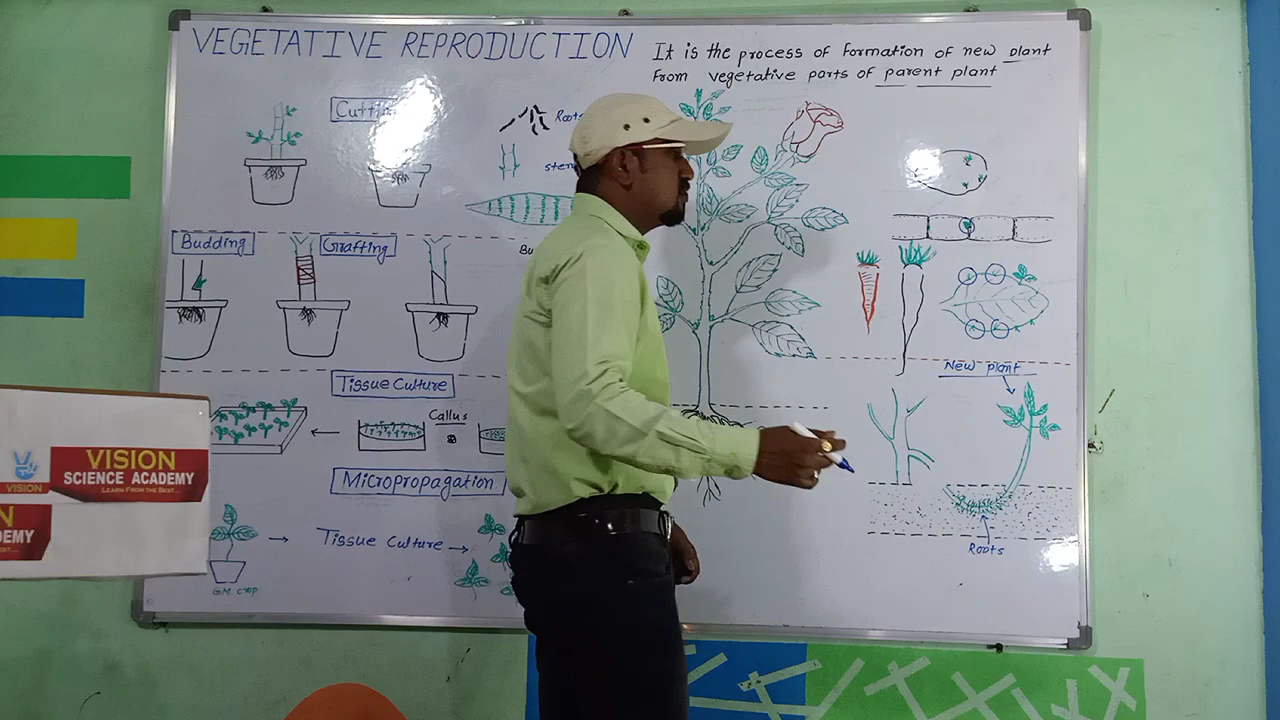 VEGETATIVE REPRODUCTION
It is the process of formation of new plant
from vegetative parts of parent plant
Roots
Budding
Grafting
Tissue Culture
Callus
New plant
Micropropagation
Tissue Culture
G.M. crop
Roots
VISION
VISION
SCIENCE ACADEMY
LEARN FROM THE BEST...